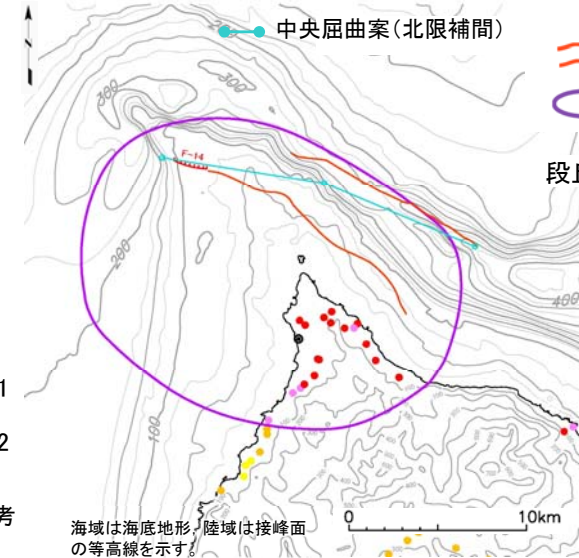 N
中央屈曲案(北限補間)
300
300
F-14
段
200
400
100
1
2
考
0
10km
海域は海底地形、陸域は接峰面
の等高線を示す。